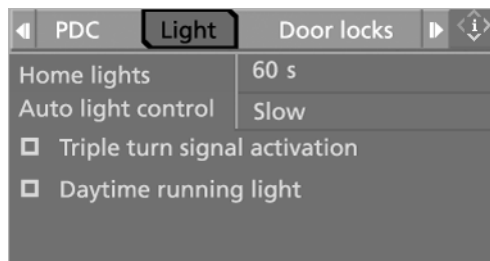 PDC Light Door locks i
Home lights 60 s
Auto light control Slow
Triple turn signal activation
Daytime running light